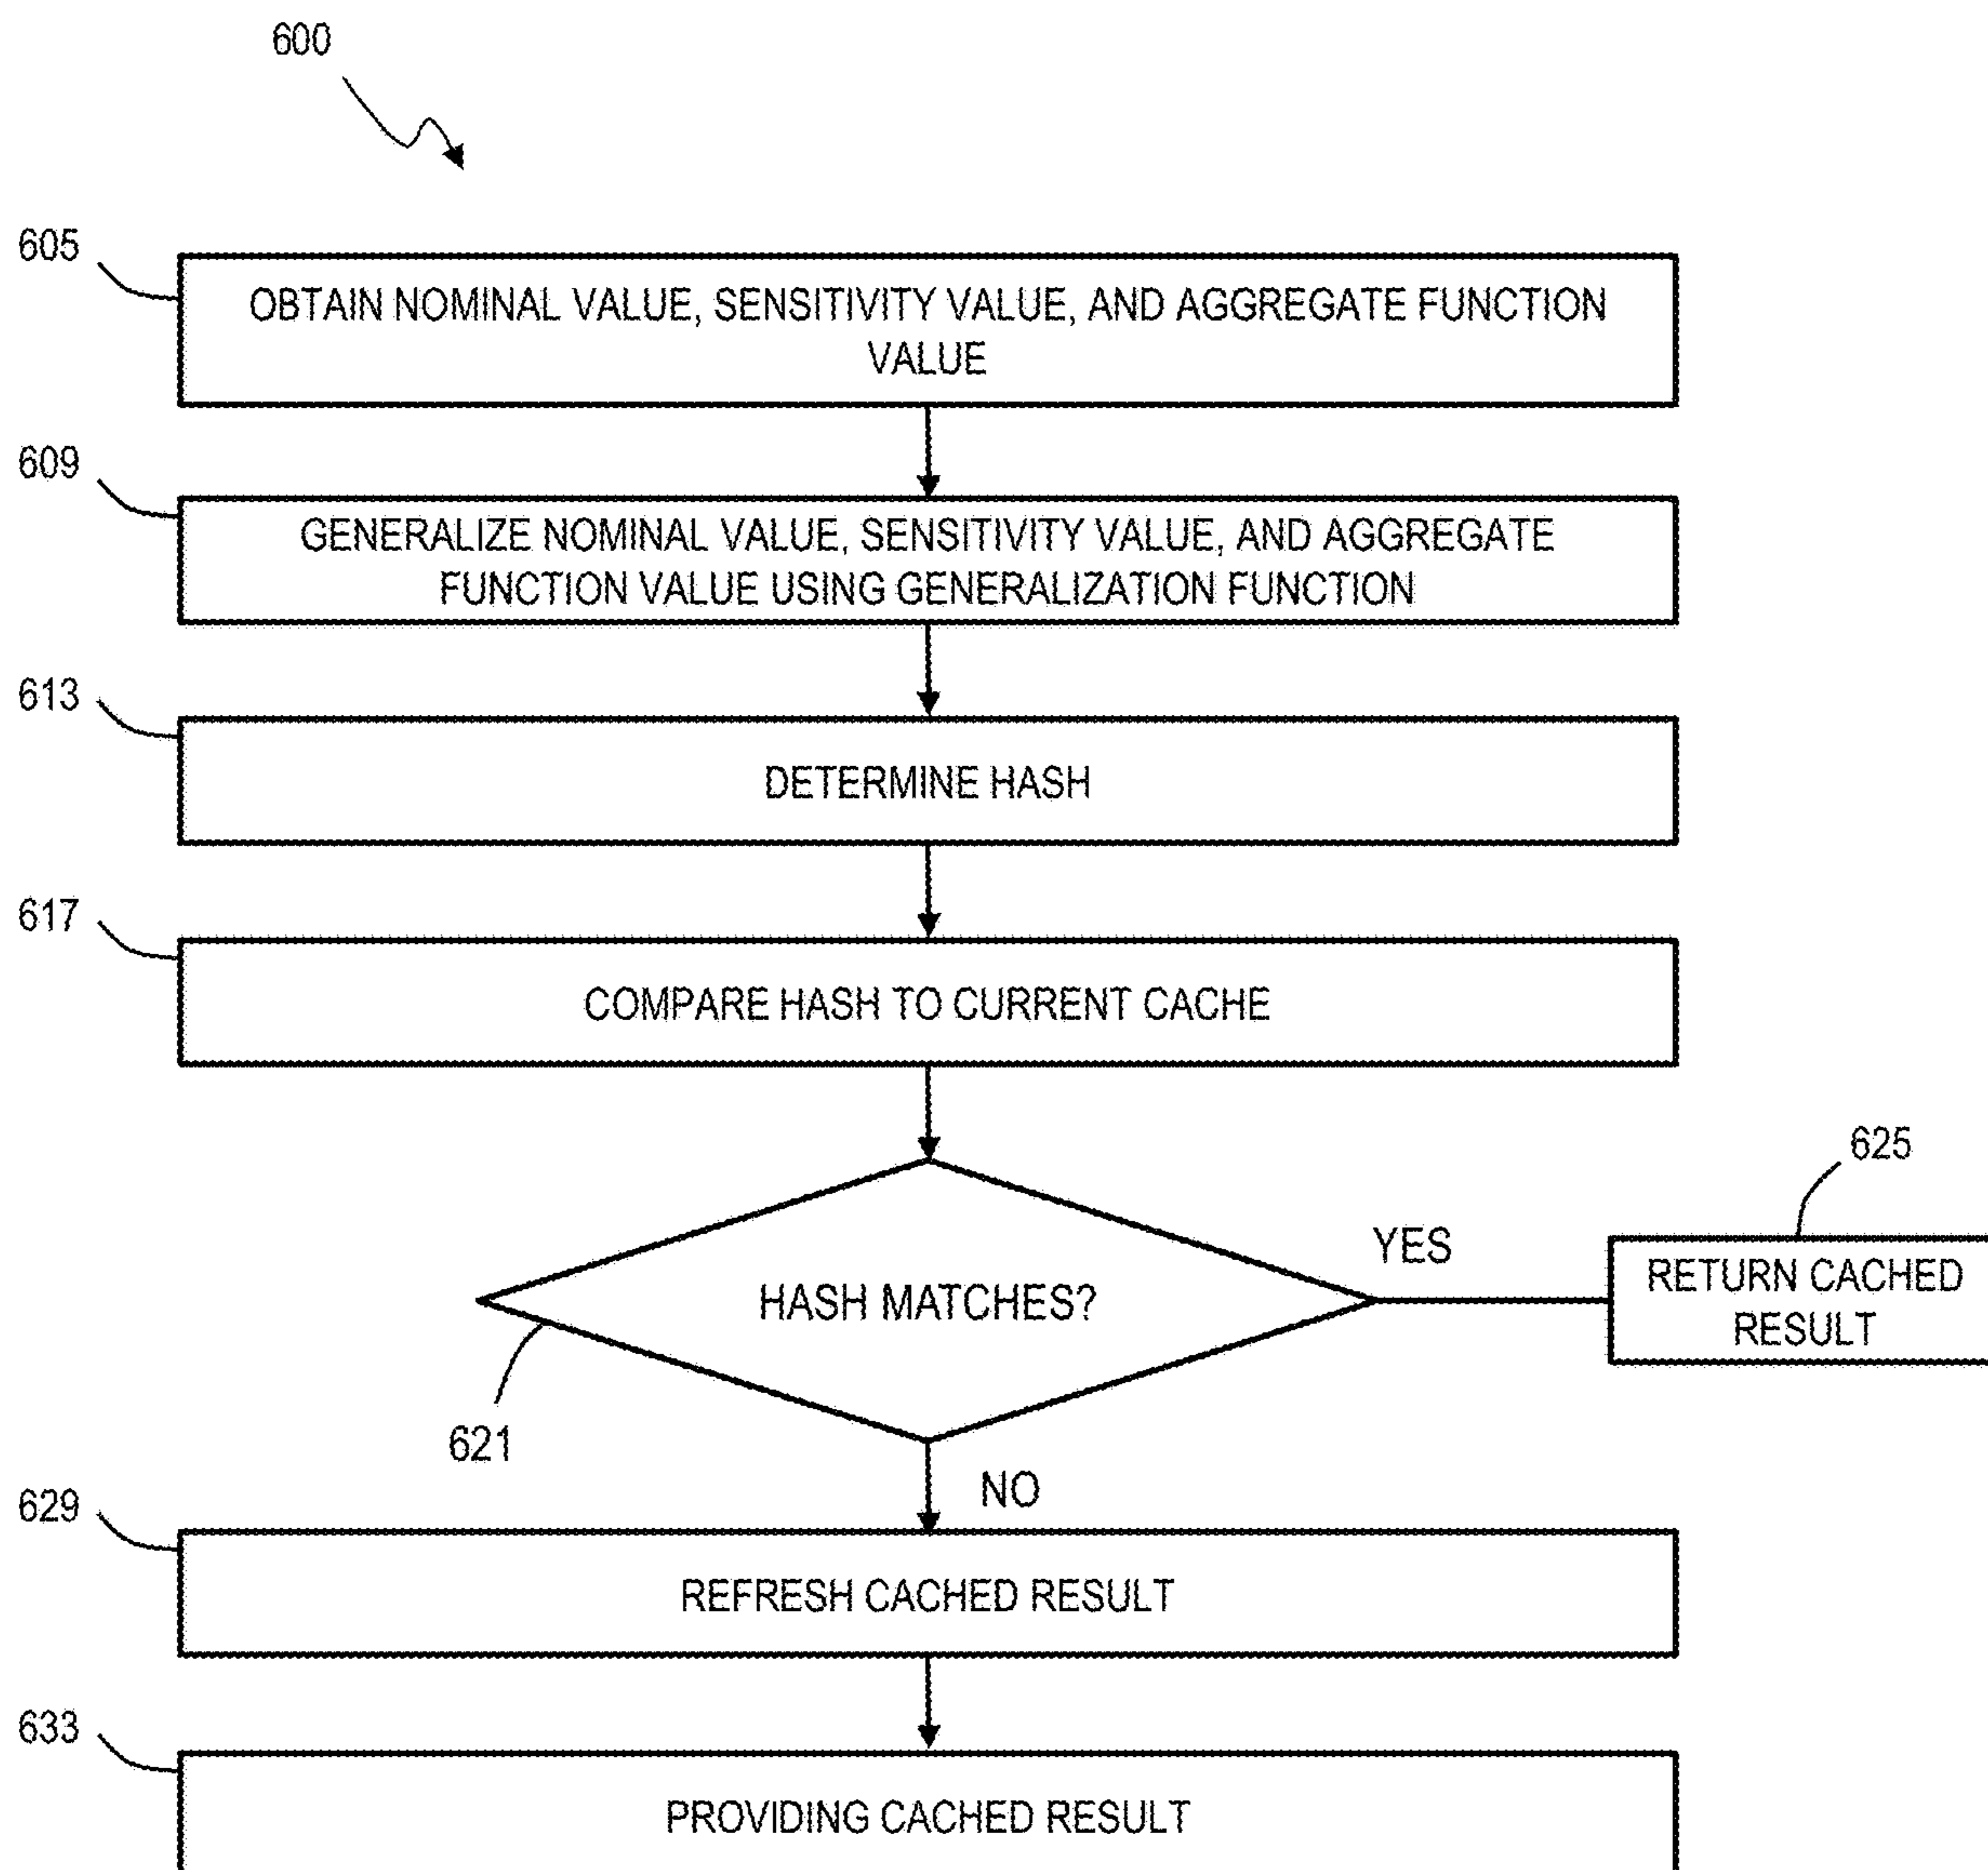 600
605
OBTAIN NOMINAL VALUE, SENSITIVITY VALUE, AND AGGREGATE FUNCTION
VALUE
609
GENERALIZE NOMINAL VALUE, SENSITIVITY VALUE, AND AGGREGATE
FUNCTION VALUE USING GENERALIZATION FUNCTION
613
DETERMINE HASH
617
COMPARE HASH TO CURRENT CACHE
625
YES
HASH MATCHES?
RETURN CACHED
RESULT
621
NO
629
REFRESH CACHED RESULT
633
PROVIDING CACHED RESULT